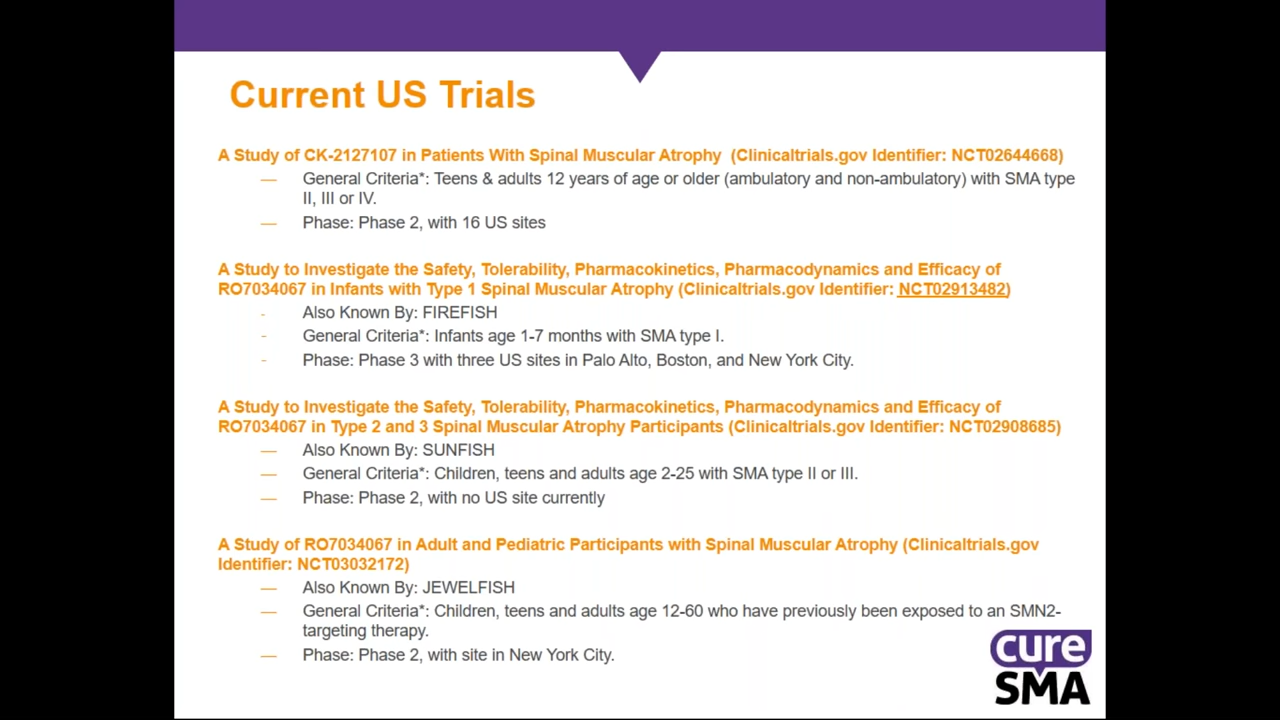 Current US Trials
A Study of CK-2127107 in Patients With Spinal Muscular Atrophy (Clinicaltrials.gov Identifier: NCT02644668)
— General Criteria*: Teens & adults 12 years of age or older (ambulatory and non-ambulatory) with SMA type
II, III or IV.
— Phase: Phase 2, with 16 US sites
A Study to Investigate the Safety, Tolerability, Pharmacokinetics, Pharmacodynamics and Efficacy of
RO7034067 in Infants with Type 1 Spinal Muscular Atrophy (Clinicaltrials.gov Identifier: NCT02913482)
- Also Known By: FIREFISH
- General Criteria*: Infants age 1-7 months with SMA type I.
- Phase: Phase 3 with three US sites in Palo Alto, Boston, and New York City.
A Study to Investigate the Safety, Tolerability, Pharmacokinetics, Pharmacodynamics and Efficacy of
RO7034067 in Type 2 and 3 Spinal Muscular Atrophy Participants (Clinicaltrials.gov Identifier: NCT02908685)
— Also Known By: SUNFISH
— General Criteria*: Children, teens and adults age 2-25 with SMA type II or III.
— Phase: Phase 2, with no US site currently
A Study of RO7034067 in Adult and Pediatric Participants with Spinal Muscular Atrophy (Clinicaltrials.gov
Identifier: NCT03032172)
— Also Known By: JEWELFISH
— General Criteria*: Children, teens and adults age 12-60 who have previously been exposed to an SMN2-
targeting therapy.
— Phase: Phase 2, with site in New York City.
cure
SMA